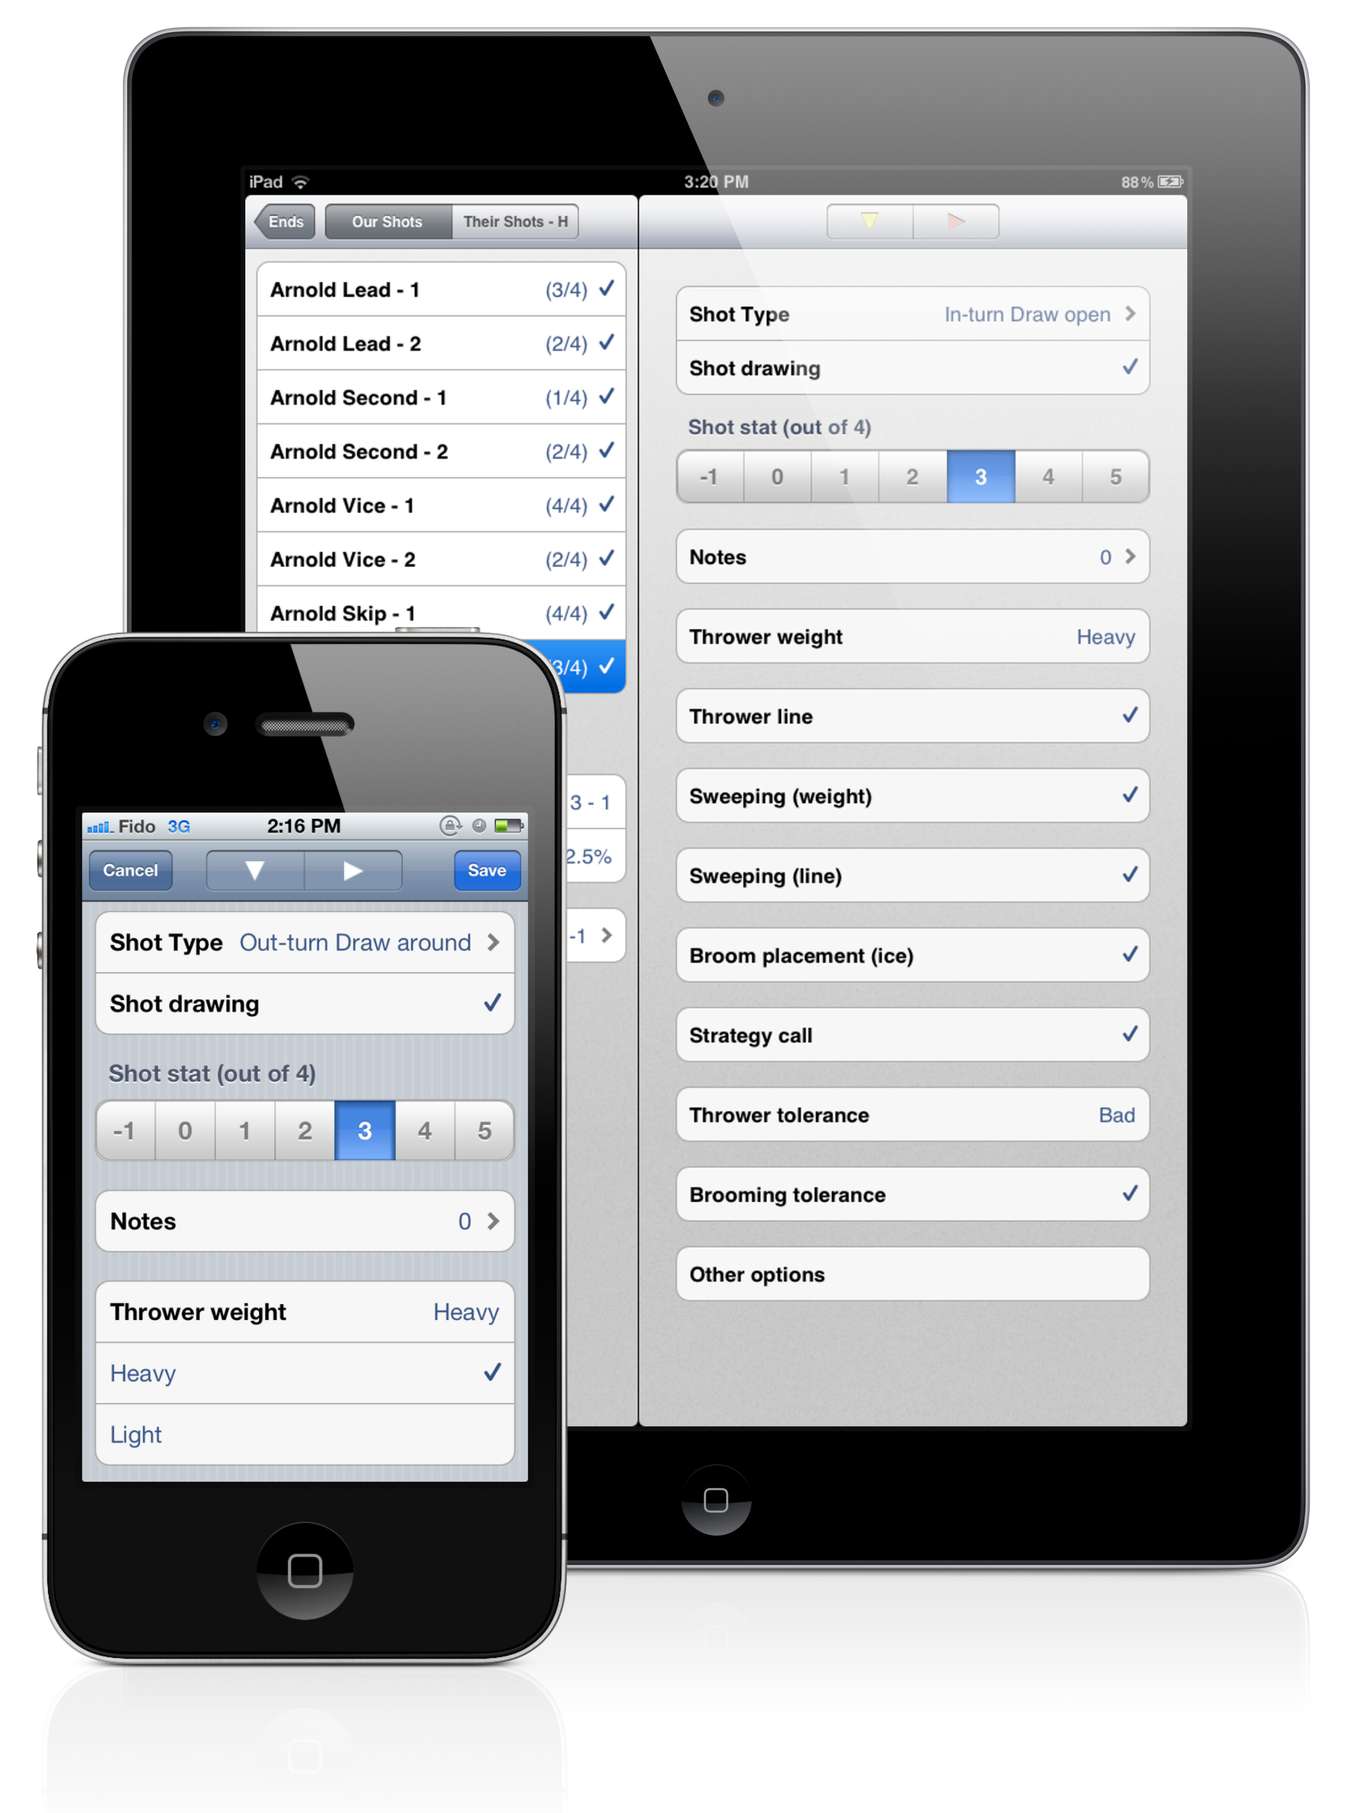 iPad 3:20 PM 88%
Ends Our Shots Their Shots - H
Arnold Lead - 1 (3/4)
Arnold Lead - 2 (2/4)
Arnold Second - 1 (1/4)
Arnold Second - 2 (2/4)
Arnold Vice - 1 (4/4)
Arnold Vice - 2 (2/4)
Arnold Skip - 1 (4/4)
3/4)
3 - 1
2.5%
-1
Shot Type In-turn Draw open
Shot drawing
Shot stat (out of 4)
-1 0 1 2 3 4 5
Notes 0
Thrower weight Heavy
Thrower line
Sweeping (weight)
Sweeping (line)
Broom placement (ice)
Strategy call
Thrower tolerance Bad
Brooming tolerance
Other options
Fido 3G 2:16 PM
Cancel Save
Shot Type Out-turn Draw around
Shot drawing
Shot stat (out of 4)
-1 0 1 2 3 4 5
Notes 0
Thrower weight Heavy
Heavy
Light